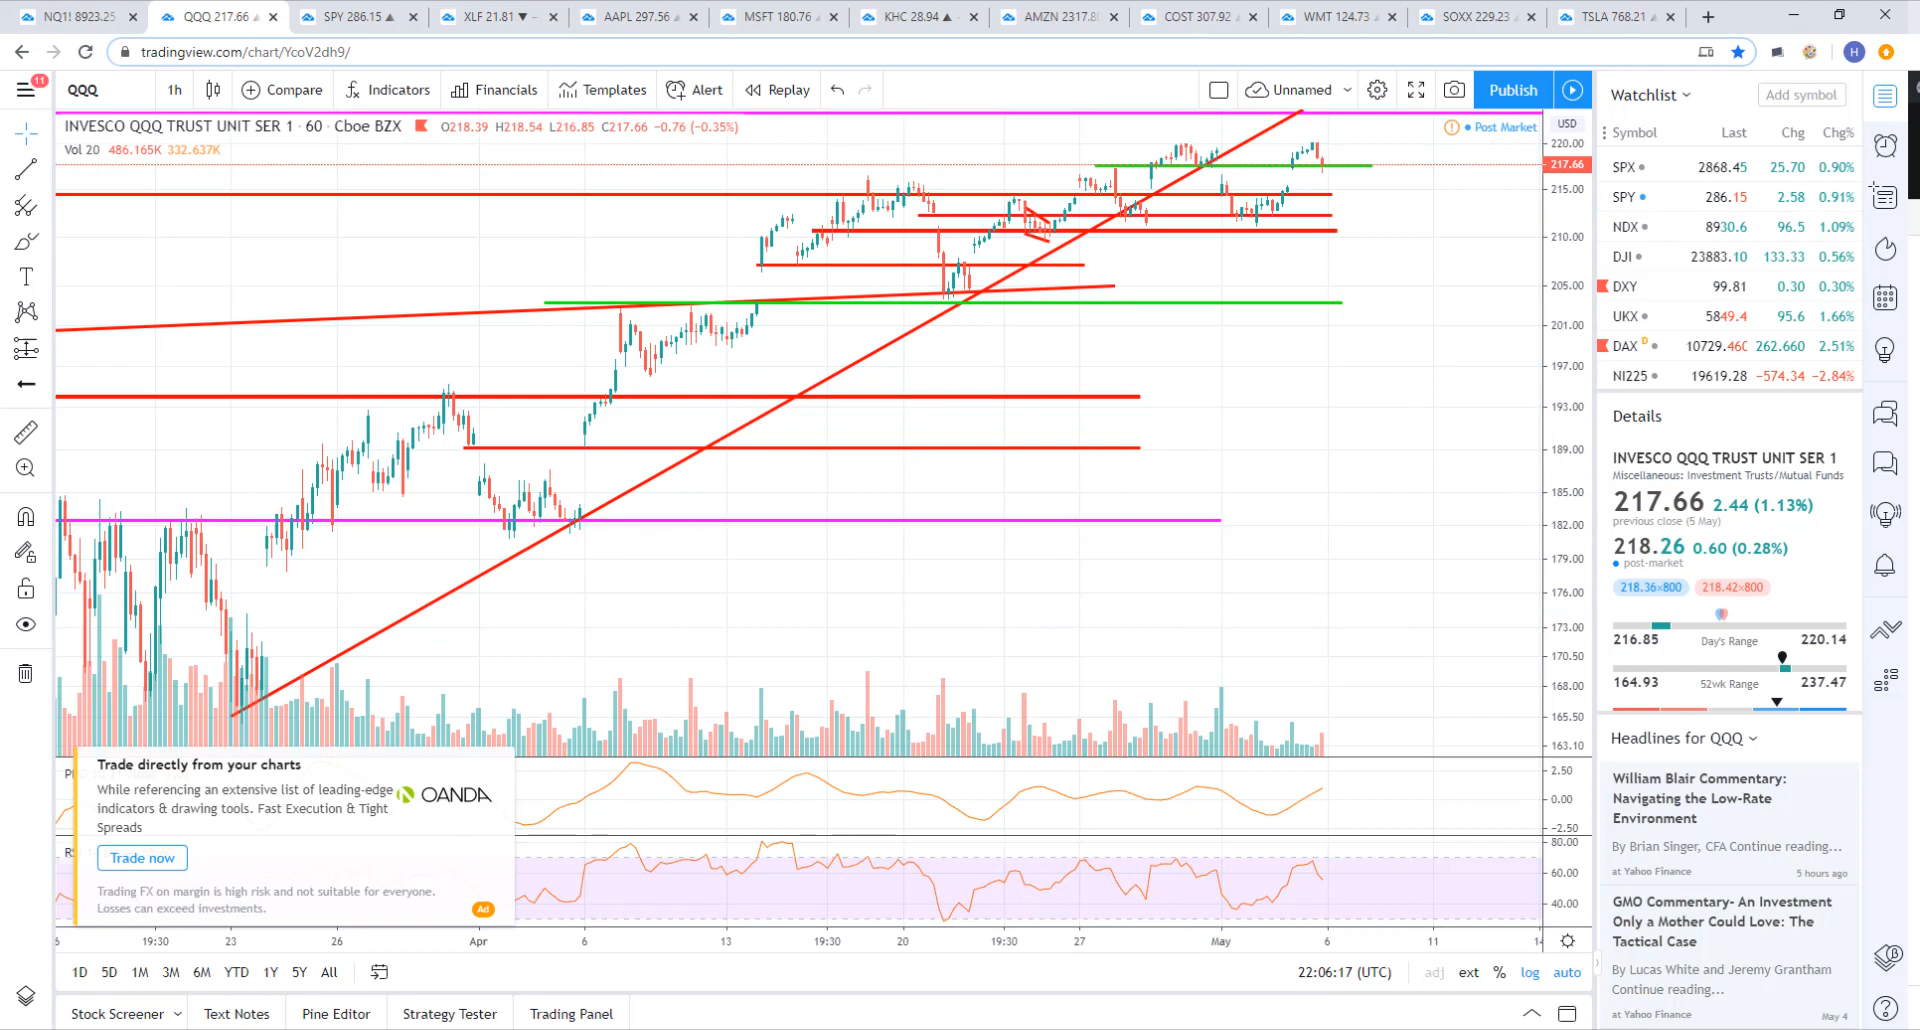 NQ1! 8923.25
QQQ 217.66
SPY 286.15
XLF 21.81
AAPL 297.56
MSFT 180.76
KHC 28.94
AMZN 2317.80
COST 307.92
WMT 124.73
SOXX 229.23
TSLA 768.21
tradingview.com/chart/YcoV2dh9/
H
11
QQQ
1h
Compare
Indicators
Financials
Templates
Alert
Replay
Unnamed
Publish
INVESCO QQQ TRUST UNIT SER 1 · 60 · Cboe BZX
O218.39 H218.54 L216.85 C217.66 −0.76 (−0.35%)
Vol 20 486.165K 332.637K
Post Market
USD
220.00
217.66
215.00
210.00
205.00
201.00
197.00
193.00
189.00
185.00
182.00
179.00
176.00
173.00
170.50
168.00
165.50
163.10
2.50
0.00
−2.50
80.00
60.00
40.00
Trade directly from your charts
While referencing an extensive list of leading-edge
indicators & drawing tools. Fast Execution & Tight
Spreads
OANDA
Trade now
Trading FX on margin is high risk and not suitable for everyone.
Losses can exceed investments.
Ad
19:30
23
26
Apr
6
13
19:30
20
19:30
27
May
6
11
1D 5D 1M 3M 6M YTD 1Y 5Y All
22:06:17 (UTC)
adj ext % log auto
Stock Screener
Text Notes
Pine Editor
Strategy Tester
Trading Panel
Watchlist
Add symbol
Symbol Last Chg Chg%
SPX 2868.45 25.70 0.90%
SPY 286.15 2.58 0.91%
NDX 8930.6 96.5 1.09%
DJI 23883.10 133.33 0.56%
DXY 99.81 0.30 0.30%
UKX 5849.4 95.6 1.66%
DAX D 10729.460 262.660 2.51%
NI225 19619.28 −574.34 −2.84%
Details
INVESCO QQQ TRUST UNIT SER 1
Miscellaneous: Investment Trusts/Mutual Funds
217.66 2.44 (1.13%)
previous close (5 May)
218.26 0.60 (0.28%)
post-market
218.36×800 218.42×800
216.85 Day's Range 220.14
164.93 52wk Range 237.47
Headlines for QQQ
William Blair Commentary:
Navigating the Low-Rate
Environment
By Brian Singer, CFA Continue reading...
at Yahoo Finance 5 hours ago
GMO Commentary- An Investment
Only a Mother Could Love: The
Tactical Case
By Lucas White and Jeremy Grantham
Continue reading...
at Yahoo Finance May 4